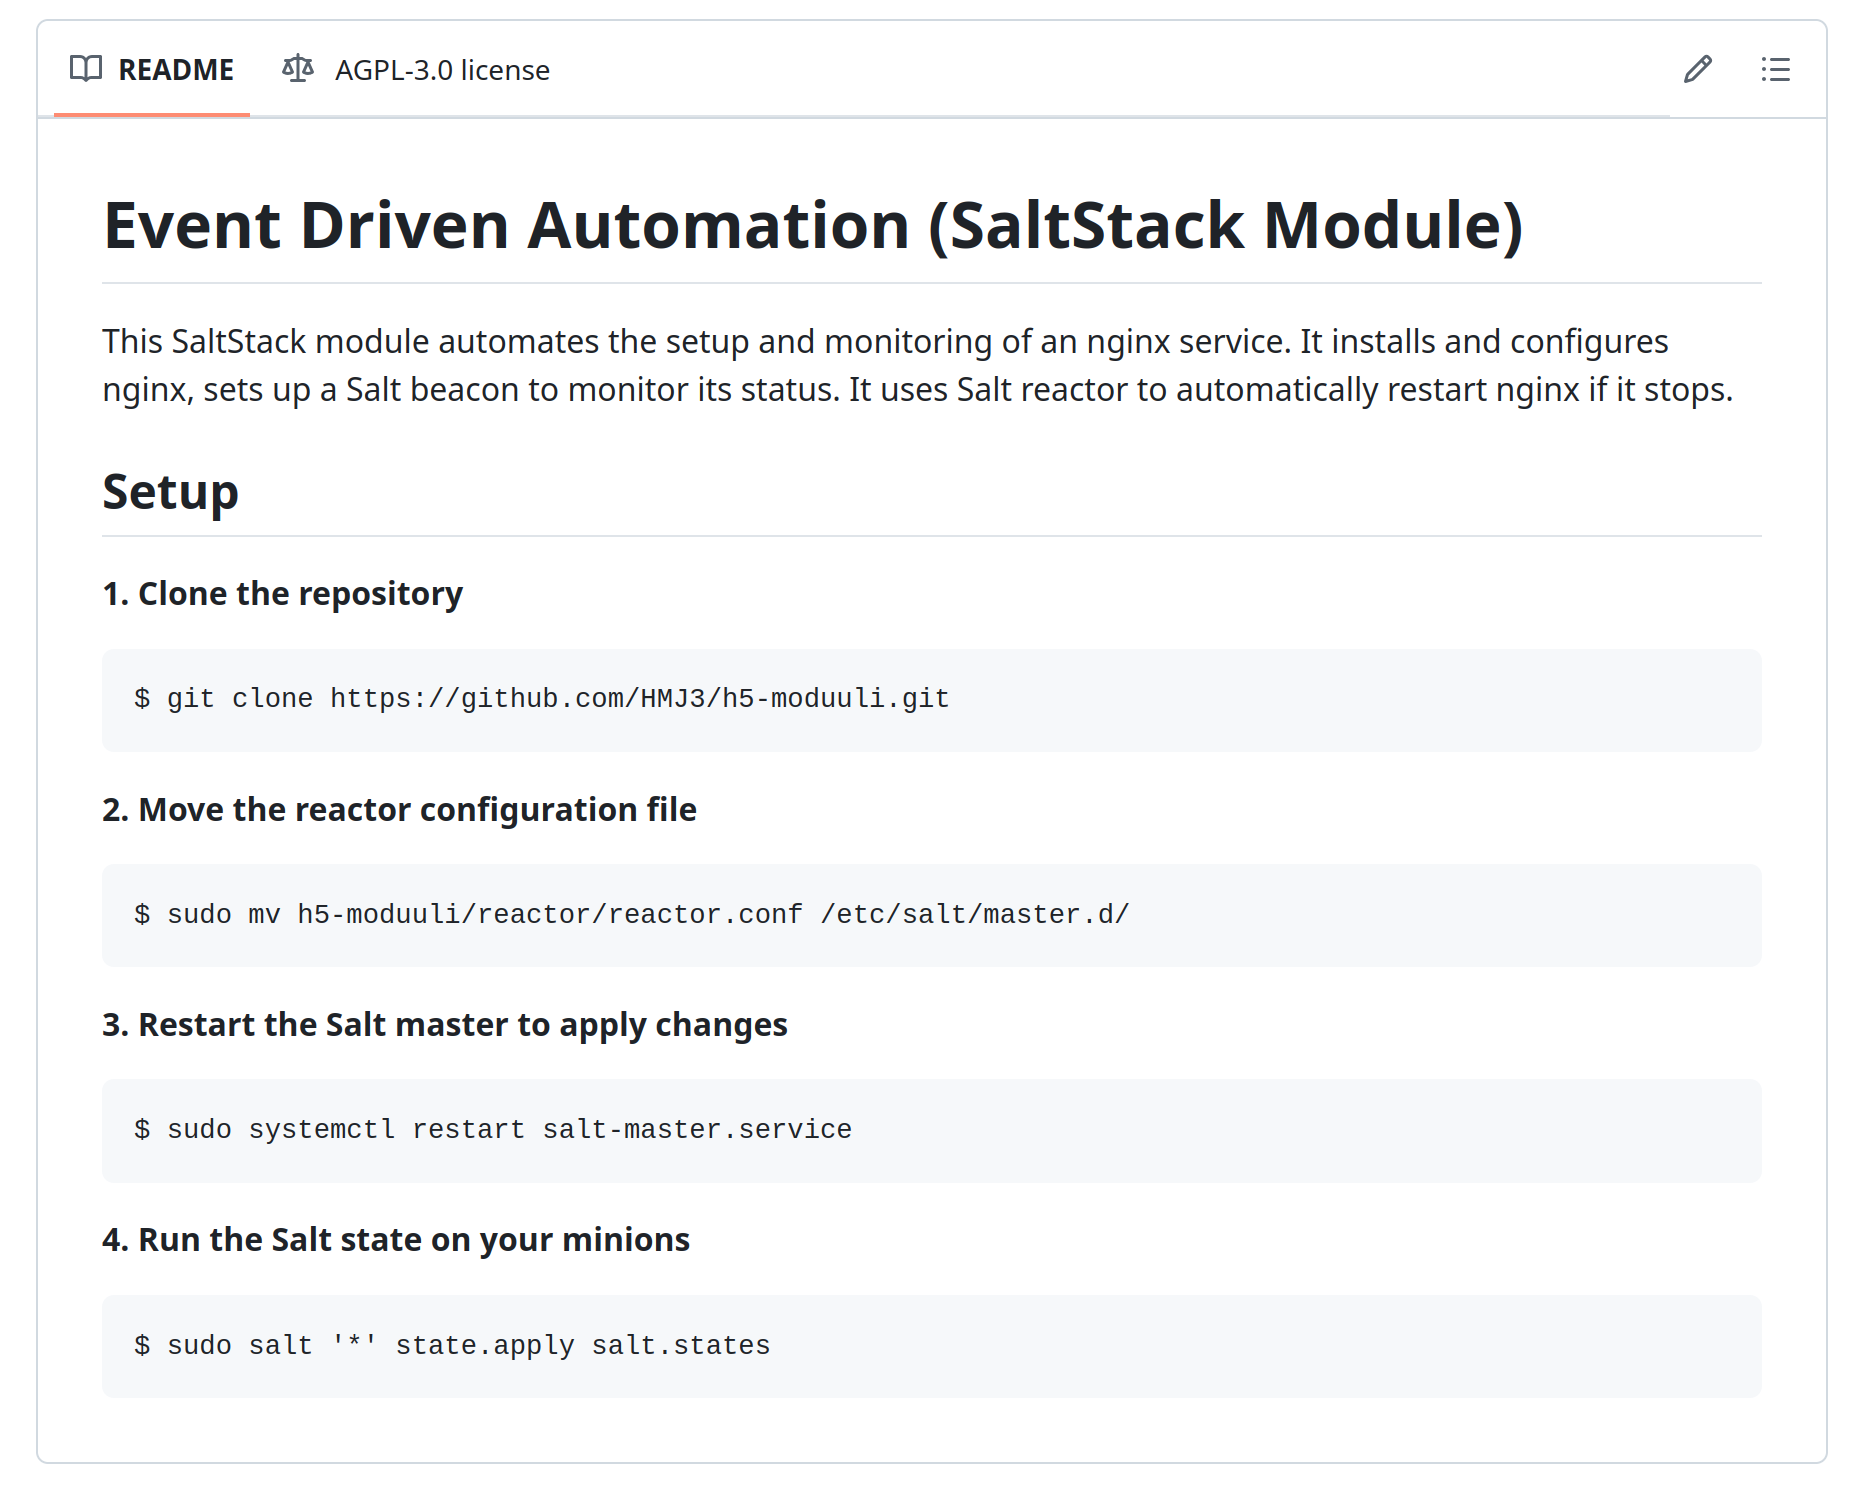 README
AGPL-3.0 license
Event Driven Automation (SaltStack Module)
This SaltStack module automates the setup and monitoring of an nginx service. It installs and configures
nginx, sets up a Salt beacon to monitor its status. It uses Salt reactor to automatically restart nginx if it stops.
Setup
1. Clone the repository
$ git clone https://github.com/HMJ3/h5-moduuli.git
2. Move the reactor configuration file
$ sudo mv h5-moduuli/reactor/reactor.conf /etc/salt/master.d/
3. Restart the Salt master to apply changes
$ sudo systemctl restart salt-master.service
4. Run the Salt state on your minions
$ sudo salt '*' state.apply salt.states